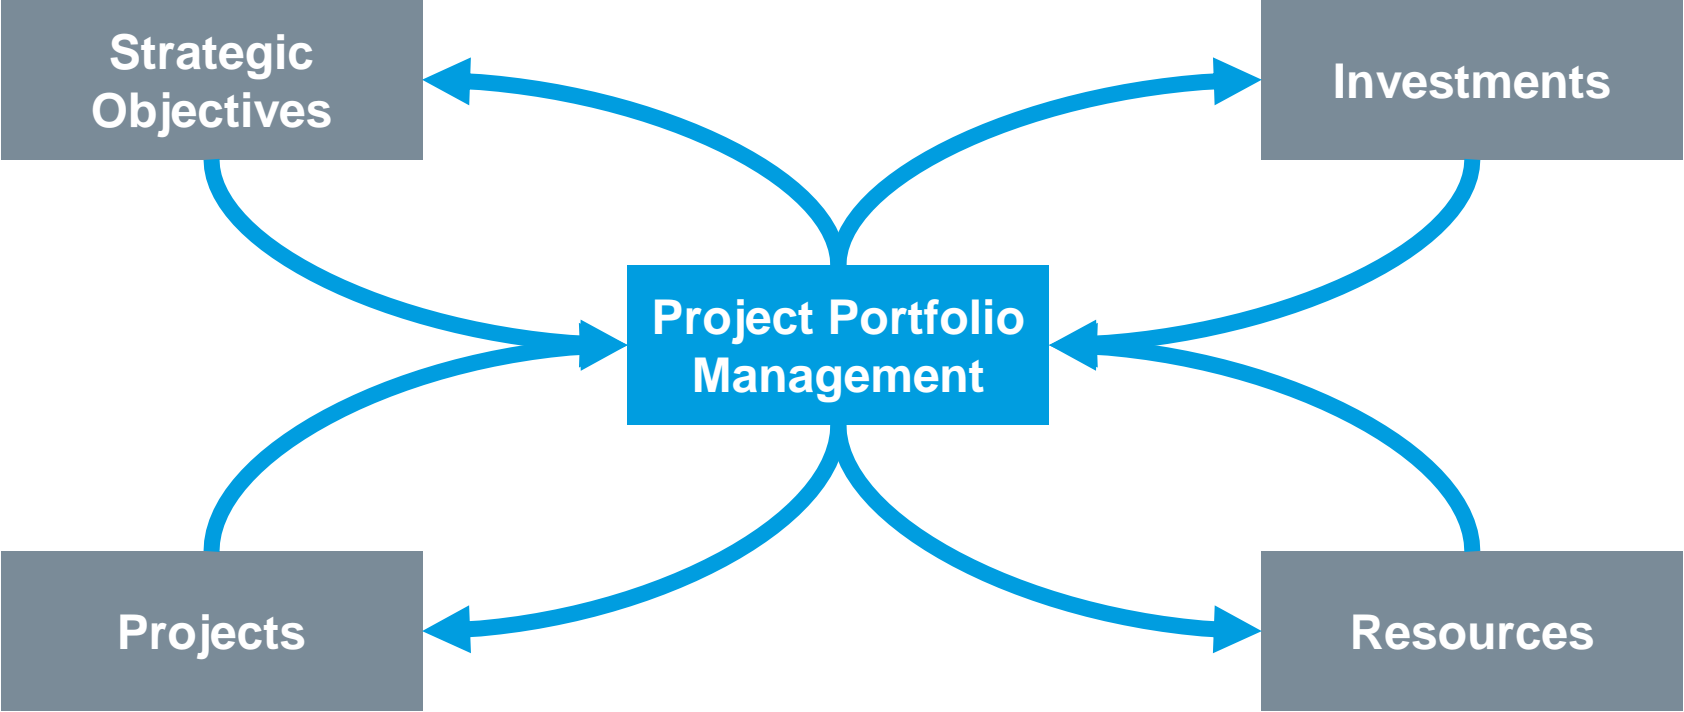 Strategic
Objectives
Investments
Project Portfolio
Management
Projects
Resources